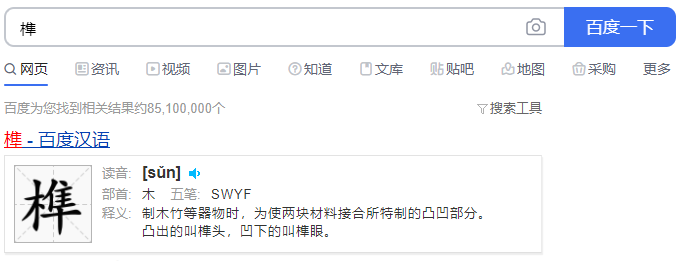 榫 百度一下
网页 资讯 视频 图片 知道 文库 贴吧 地图 采购 更多
百度为您找到相关结果约85,100,000个 搜索工具
榫 - 百度汉语
榫 读音: [sǔn]
部首: 木 五笔: SWYF
释义: 制木竹等器物时，为使两块材料接合所特制的凸凹部分。
凸出的叫榫头，凹下的叫榫眼。